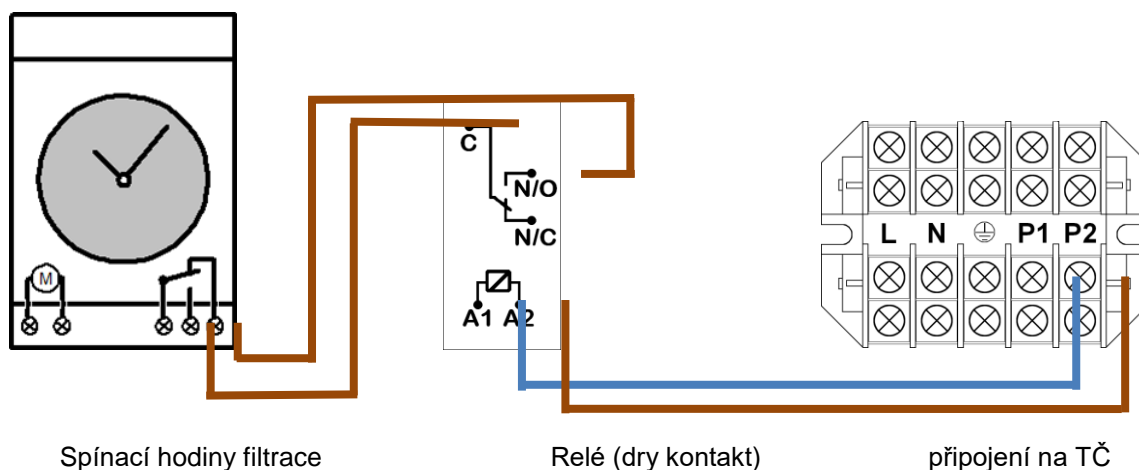 C
N/O
N/C
M
A1 A2
L N P1 P2
Spínací hodiny filtrace Relé (dry kontakt) připojení na TČ